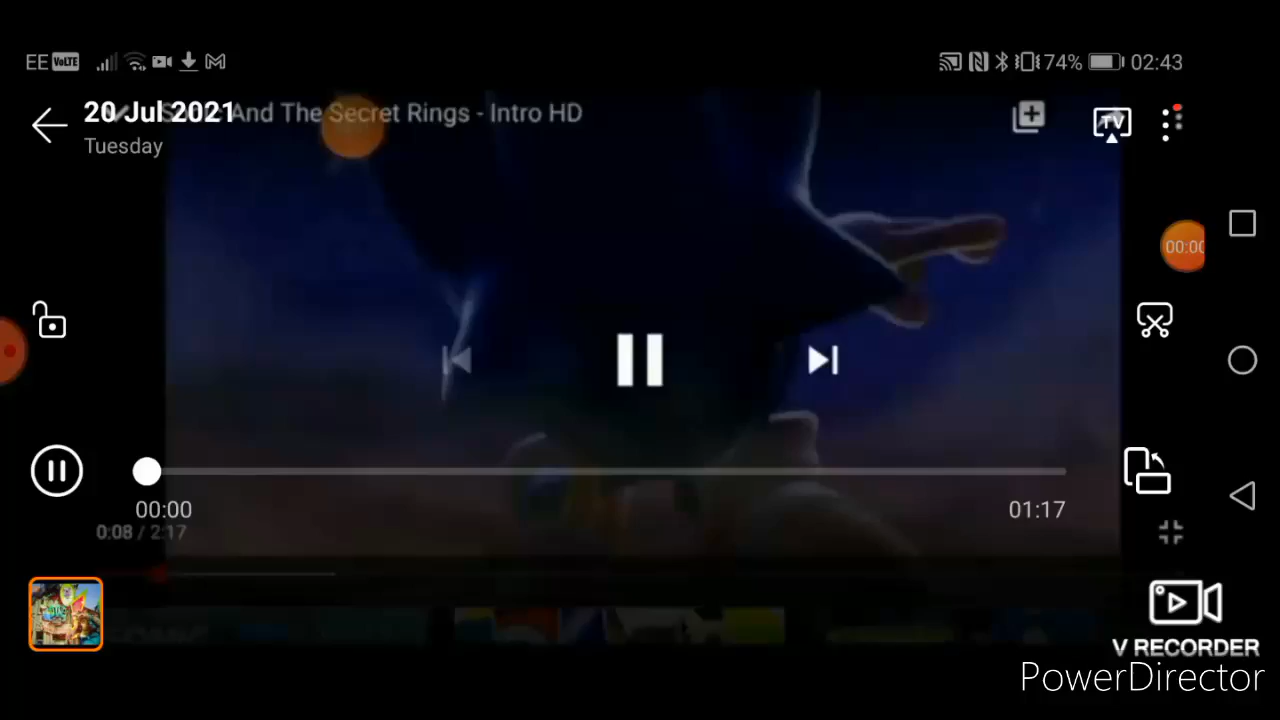 EE VoLTE 74% 02:43
20 Jul 2021
Sonic And The Secret Rings - Intro HD
Tuesday
TV
00:00
00:00
01:17
0:08 / 2:17
V RECORDER
PowerDirector